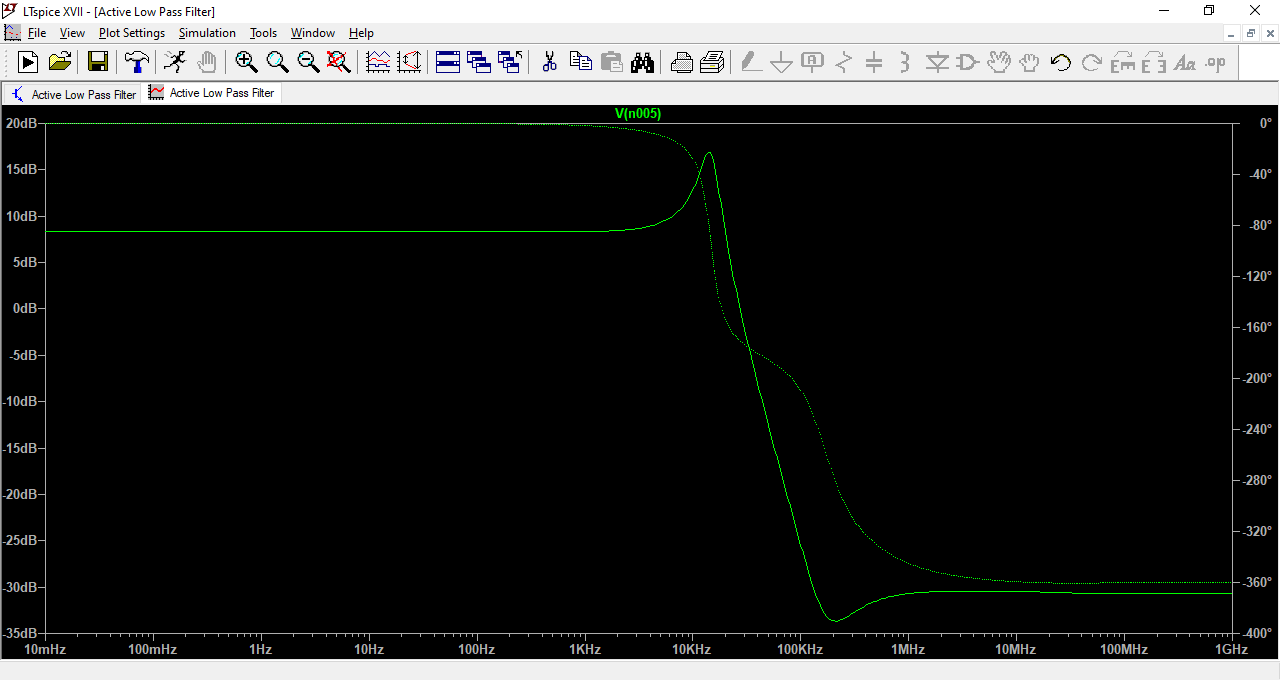 LTspice XVII - [Active Low Pass Filter]
File View Plot Settings Simulation Tools Window Help
Active Low Pass Filter Active Low Pass Filter
V(n005)
20dB 0°
15dB -40°
10dB -80°
5dB -120°
0dB -160°
-5dB -200°
-10dB -240°
-15dB -280°
-20dB -320°
-25dB -360°
-30dB -400°
-35dB
10mHz 100mHz 1Hz 10Hz 100Hz 1KHz 10KHz 100KHz 1MHz 10MHz 100MHz 1GHz